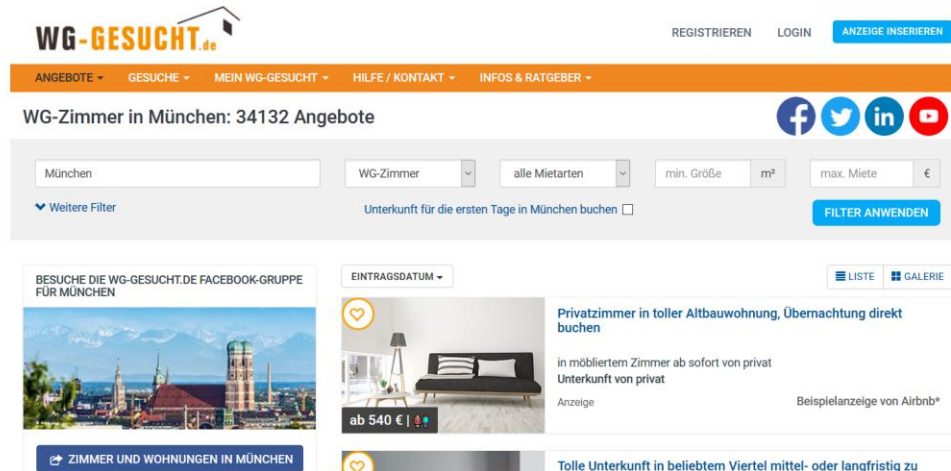 WG-GESUCHT.de
REGISTRIEREN LOGIN ANZEIGE INSERIEREN
ANGEBOTE GESUCHE MEIN WG-GESUCHT HILFE / KONTAKT INFOS & RATGEBER
WG-Zimmer in München: 34132 Angebote
München WG-Zimmer alle Mietarten min. Größe m² max. Miete €
Weitere Filter Unterkunft für die ersten Tage in München buchen FILTER ANWENDEN
BESUCHE DIE WG-GESUCHT.DE FACEBOOK-GRUPPE
FÜR MÜNCHEN
ZIMMER UND WOHNUNGEN IN MÜNCHEN
EINTRAGSDATUM LISTE GALERIE
Privatzimmer in toller Altbauwohnung, Übernachtung direkt
buchen
in möbliertem Zimmer ab sofort von privat
Unterkunft von privat
Anzeige Beispielanzeige von Airbnb*
ab 540 € |
Tolle Unterkunft in beliebtem Viertel mittel- oder langfristig zu